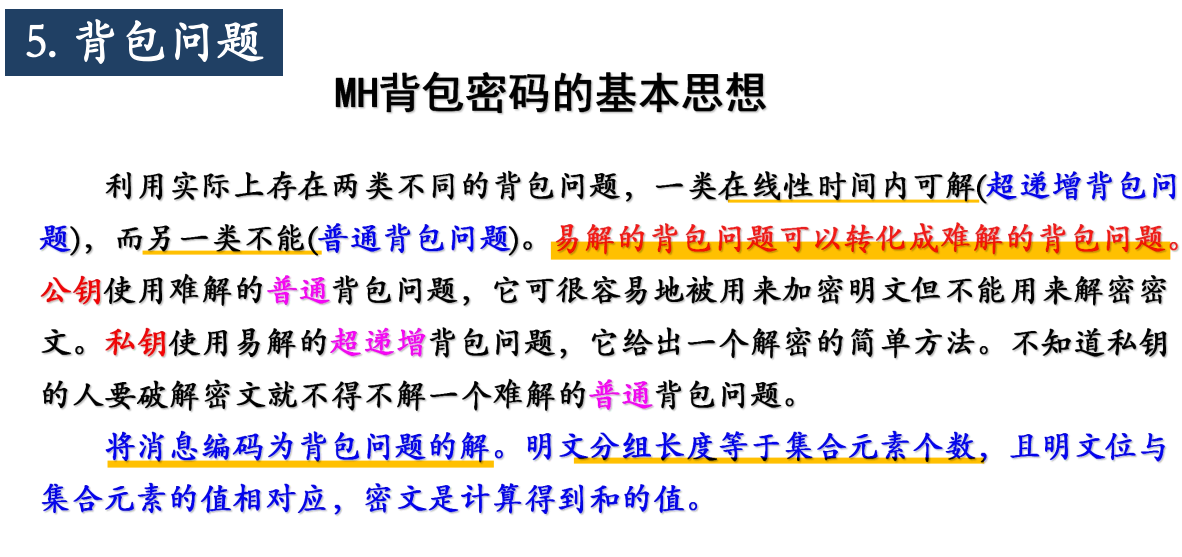 5. 背包问题
MH背包密码的基本思想
利用实际上存在两类不同的背包问题，一类在线性时间内可解(超递增背包问
题)，而另一类不能(普通背包问题)。易解的背包问题可以转化成难解的背包问题。
公钥使用难解的普通背包问题，它可很容易地被用来加密明文但不能用来解密密
文。私钥使用易解的超递增背包问题，它给出一个解密的简单方法。不知道私钥
的人要破解密文就不得不解一个难解的普通背包问题。
将消息编码为背包问题的解。明文分组长度等于集合元素个数，且明文位与
集合元素的值相对应，密文是计算得到和的值。